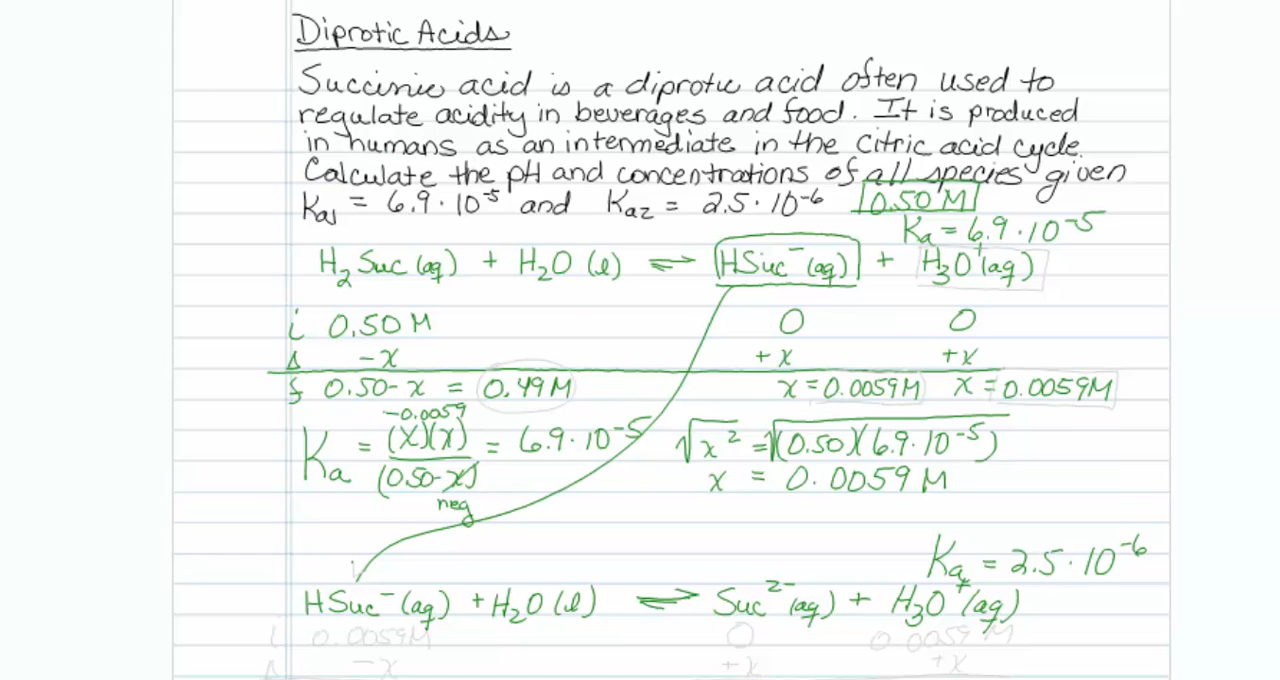 Diprotic Acids
Succinic acid is a diprotic acid often used to
regulate acidity in beverages and food. It is produced
in humans as an intermediate in the citric acid cycle.
Calculate the pH and concentrations of all species given
Ka₁ = 6.9 · 10⁻⁵ and Ka₂ = 2.5 · 10⁻⁶ 0.50 M
Ka = 6.9 · 10⁻⁵
H₂Suc (aq) + H₂O (l) ⇌ HSuc⁻ (aq) + H₃O⁺ (aq)
i 0.50 M 0 0
Δ -x +x +x
f 0.50-x = 0.49 M x = 0.0059 M x = 0.0059 M
-0.0059
Ka = (x)(x)/(0.50-x) = 6.9 · 10⁻⁵ √x² = √(0.50)(6.9 · 10⁻⁵)
x = 0.0059 M
neg
Ka = 2.5 · 10⁻⁶
HSuc⁻ (aq) + H₂O (l) ⇌ Suc²⁻ (aq) + H₃O⁺ (aq)
i 0.0059 M 0 0.0059 M
Δ -x +x +x